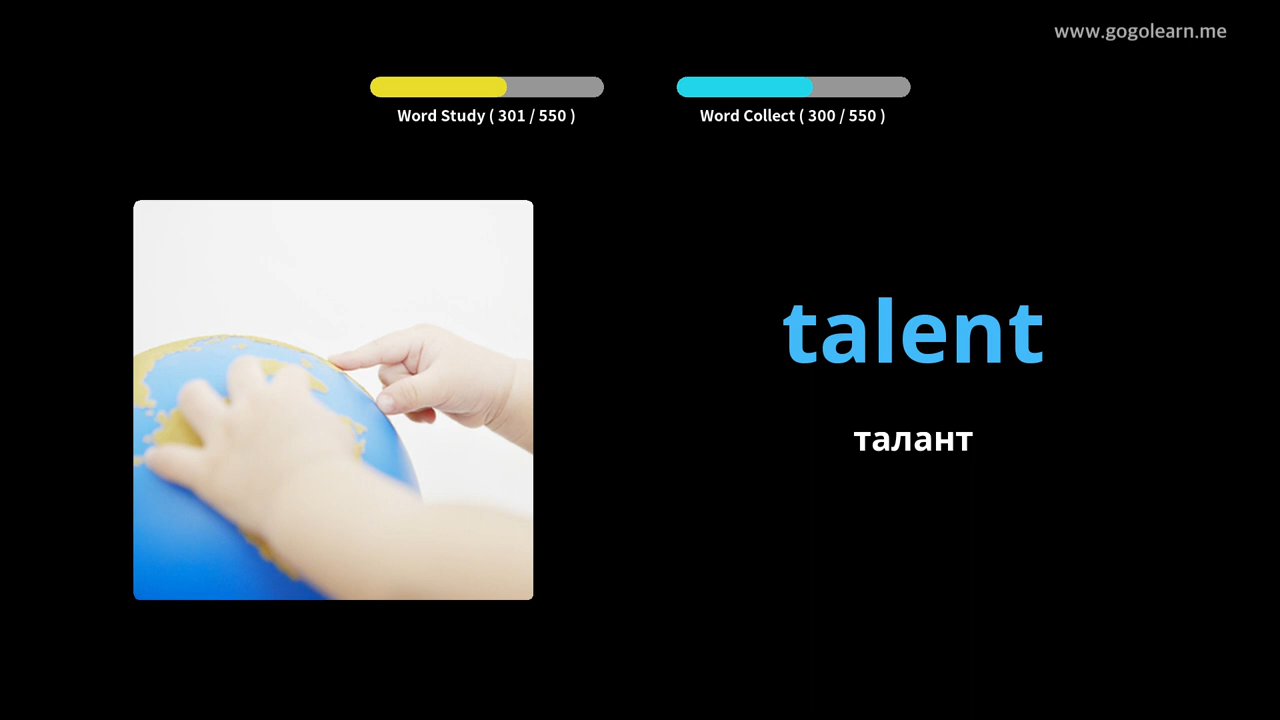 www.gogolearn.me
Word Study ( 301 / 550 )
Word Collect ( 300 / 550 )
talent
талант